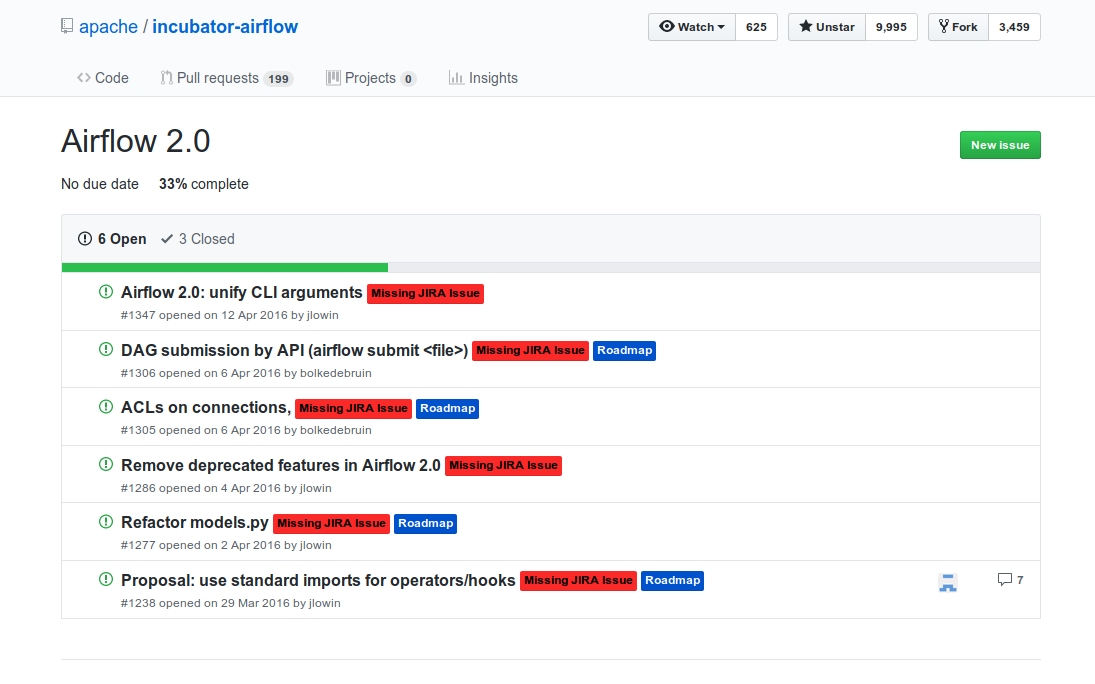 apache / incubator-airflow Watch 625 Unstar 9,995 Fork 3,459
Code Pull requests 199 Projects 0 Insights
Airflow 2.0
New issue
No due date 33% complete
6 Open 3 Closed
Airflow 2.0: unify CLI arguments Missing JIRA Issue
#1347 opened on 12 Apr 2016 by jlowin
DAG submission by API (airflow submit <file>) Missing JIRA Issue Roadmap
#1306 opened on 6 Apr 2016 by bolkedebruin
ACLs on connections, Missing JIRA Issue Roadmap
#1305 opened on 6 Apr 2016 by bolkedebruin
Remove deprecated features in Airflow 2.0 Missing JIRA Issue
#1286 opened on 4 Apr 2016 by jlowin
Refactor models.py Missing JIRA Issue Roadmap
#1277 opened on 2 Apr 2016 by jlowin
Proposal: use standard imports for operators/hooks Missing JIRA Issue Roadmap 7
#1238 opened on 29 Mar 2016 by jlowin